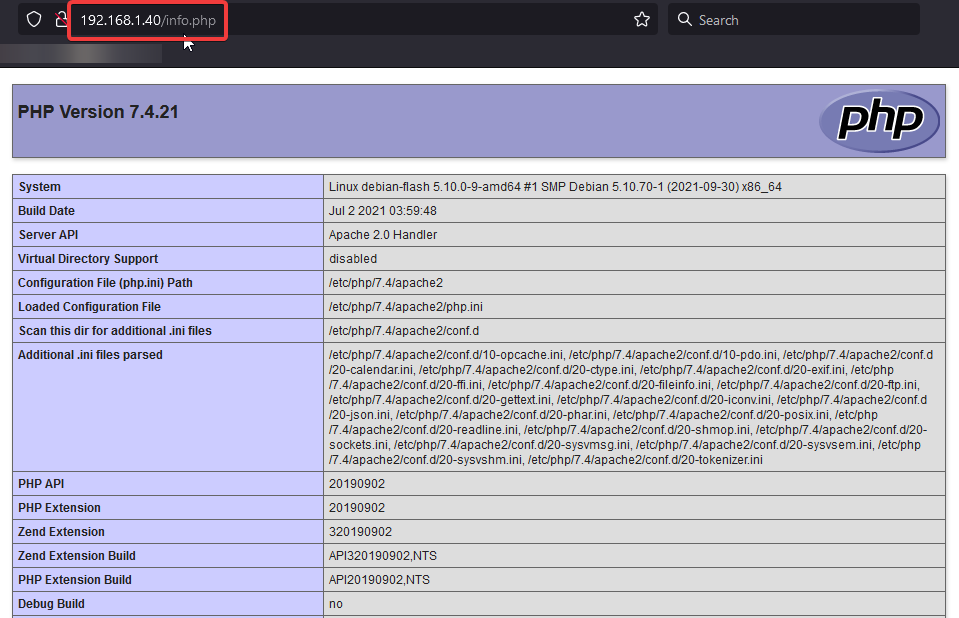 192.168.1.40/info.php
Search
PHP Version 7.4.21
php
System Linux debian-flash 5.10.0-9-amd64 #1 SMP Debian 5.10.70-1 (2021-09-30) x86_64
Build Date Jul 2 2021 03:59:48
Server API Apache 2.0 Handler
Virtual Directory Support disabled
Configuration File (php.ini) Path /etc/php/7.4/apache2
Loaded Configuration File /etc/php/7.4/apache2/php.ini
Scan this dir for additional .ini files /etc/php/7.4/apache2/conf.d
Additional .ini files parsed /etc/php/7.4/apache2/conf.d/10-opcache.ini, /etc/php/7.4/apache2/conf.d/10-pdo.ini, /etc/php/7.4/apache2/conf.d
/20-calendar.ini, /etc/php/7.4/apache2/conf.d/20-ctype.ini, /etc/php/7.4/apache2/conf.d/20-exif.ini, /etc/php
/7.4/apache2/conf.d/20-ffi.ini, /etc/php/7.4/apache2/conf.d/20-fileinfo.ini, /etc/php/7.4/apache2/conf.d/20-ftp.ini,
/etc/php/7.4/apache2/conf.d/20-gettext.ini, /etc/php/7.4/apache2/conf.d/20-iconv.ini, /etc/php/7.4/apache2/conf.d
/20-json.ini, /etc/php/7.4/apache2/conf.d/20-phar.ini, /etc/php/7.4/apache2/conf.d/20-posix.ini, /etc/php
/7.4/apache2/conf.d/20-readline.ini, /etc/php/7.4/apache2/conf.d/20-shmop.ini, /etc/php/7.4/apache2/conf.d/20-
sockets.ini, /etc/php/7.4/apache2/conf.d/20-sysvmsg.ini, /etc/php/7.4/apache2/conf.d/20-sysvsem.ini, /etc/php
/7.4/apache2/conf.d/20-sysvshm.ini, /etc/php/7.4/apache2/conf.d/20-tokenizer.ini
PHP API 20190902
PHP Extension 20190902
Zend Extension 320190902
Zend Extension Build API320190902,NTS
PHP Extension Build API20190902,NTS
Debug Build no